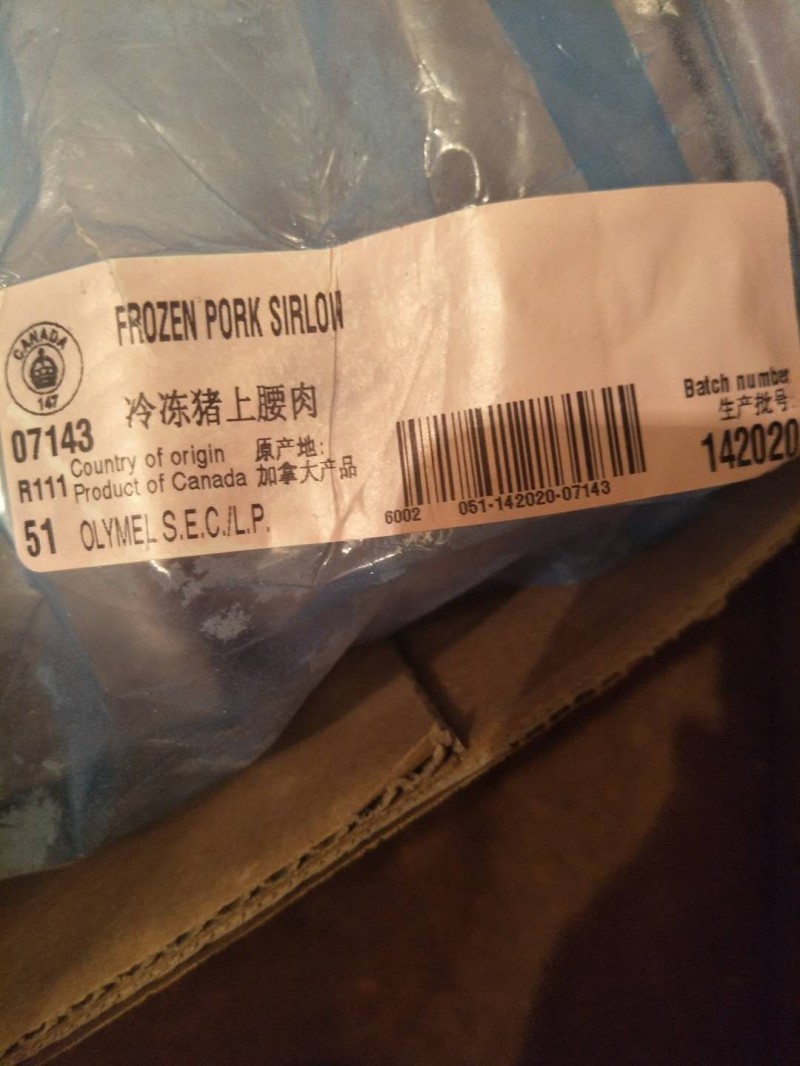 FROZEN PORK SIRLOIN
冷冻猪上腰肉
CANADA
147
07143
R111
Country of origin
Product of Canada
原产地:
加拿大产品
51 OLYMEL S.E.C./L.P.
6002 051-142020-07143
Batch number
生产批号:
142020